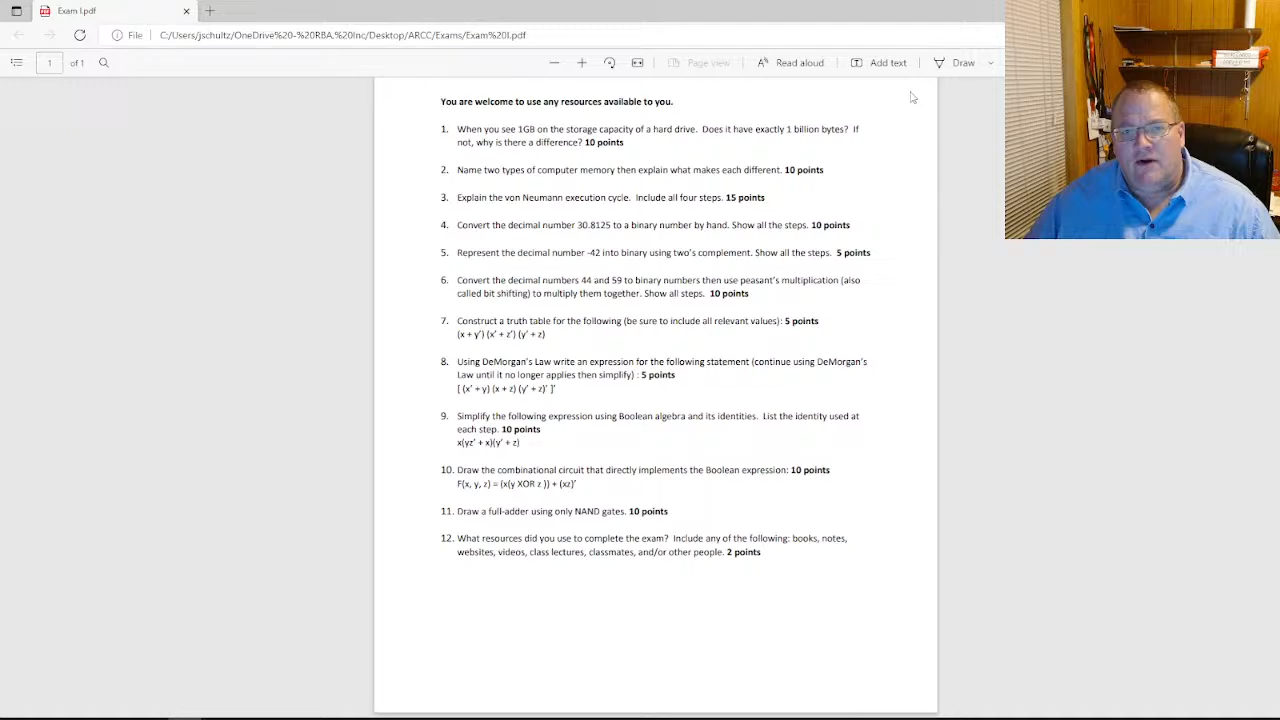 Exam I.pdf
File C:/Users/jschultz/OneDrive%20-%20RBA,%20Inc/Desktop/ARCC/Exams/Exam%20I.pdf
1 of 1 Page view Read aloud Add text Draw
You are welcome to use any resources available to you.
1. When you see 1GB on the storage capacity of a hard drive. Does it have exactly 1 billion bytes? If
not, why is there a difference? 10 points
2. Name two types of computer memory then explain what makes each different. 10 points
3. Explain the von Neumann execution cycle. Include all four steps. 15 points
4. Convert the decimal number 30.8125 to a binary number by hand. Show all the steps. 10 points
5. Represent the decimal number -42 into binary using two's complement. Show all the steps. 5 points
6. Convert the decimal numbers 44 and 59 to binary numbers then use peasant's multiplication (also
called bit shifting) to multiply them together. Show all steps. 10 points
7. Construct a truth table for the following (be sure to include all relevant values): 5 points
(x + y') (x' + z') (y' + z)
8. Using DeMorgan's Law write an expression for the following statement (continue using DeMorgan's
Law until it no longer applies then simplify) : 5 points
[ (x' + y) (x + z) (y' + z)' ]'
9. Simplify the following expression using Boolean algebra and its identities. List the identity used at
each step. 10 points
x(yz' + x)(y' + z)
10. Draw the combinational circuit that directly implements the Boolean expression: 10 points
F(x, y, z) = (x(y XOR z )) + (xz)'
11. Draw a full-adder using only NAND gates. 10 points
12. What resources did you use to complete the exam? Include any of the following: books, notes,
websites, videos, class lectures, classmates, and/or other people. 2 points